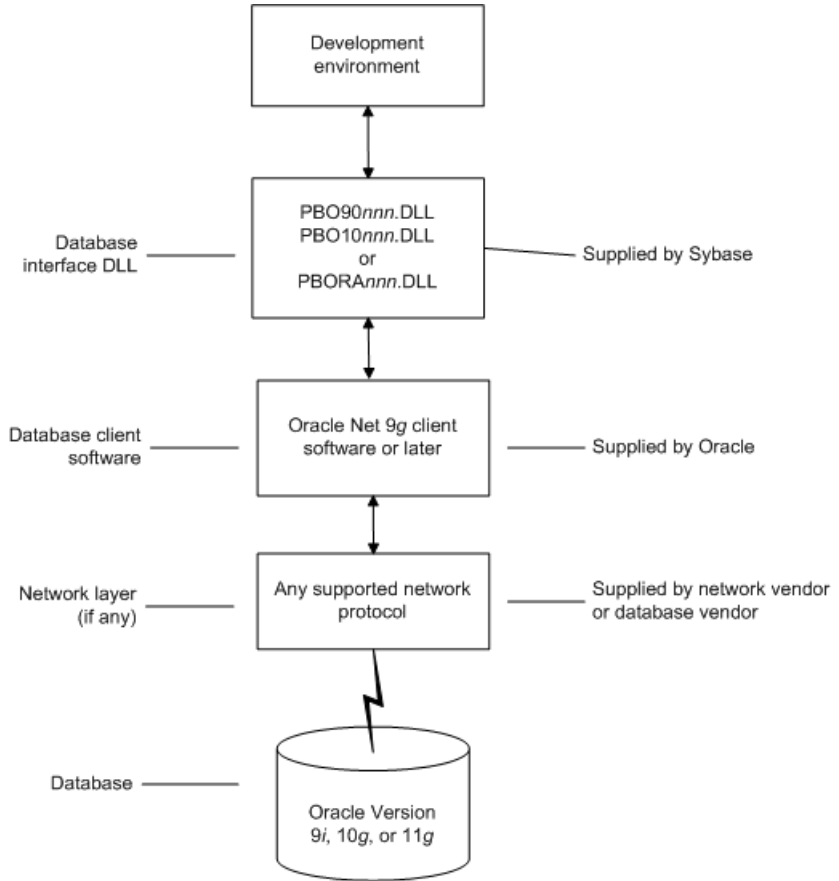 Development
environment
PBO90nnn.DLL
PBO10nnn.DLL
or
PBORAnnn.DLL
Database
interface DLL
Supplied by Sybase
Oracle Net 9g client
software or later
Database client
software
Supplied by Oracle
Any supported network
protocol
Network layer
(if any)
Supplied by network vendor
or database vendor
Database
Oracle Version
9i, 10g, or 11g